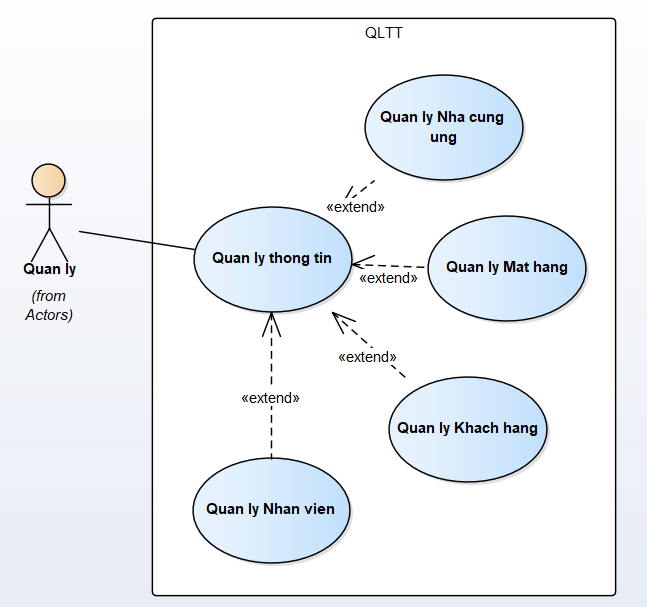 QLTT
Quan ly Nha cung
ung
«extend»
Quan ly thong tin
Quan ly Mat hang
«extend»
Quan ly
(from
Actors)
«extend»
«extend»
Quan ly Khach hang
Quan ly Nhan vien